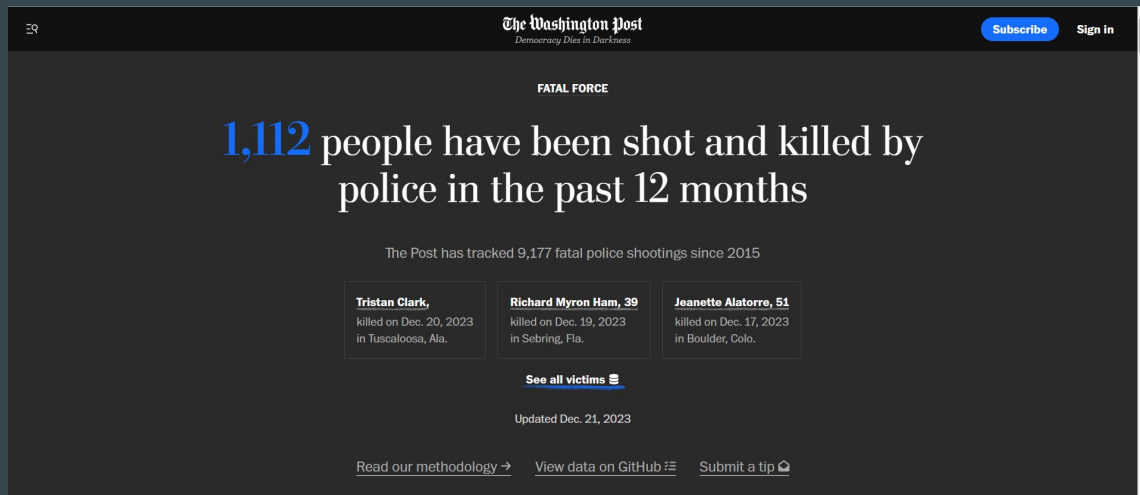 The Washington Post
Democracy Dies in Darkness
Subscribe
Sign in
FATAL FORCE
1,112 people have been shot and killed by
police in the past 12 months
The Post has tracked 9,177 fatal police shootings since 2015
Tristan Clark,
killed on Dec. 20, 2023
in Tuscaloosa, Ala.
Richard Myron Ham, 39
killed on Dec. 19, 2023
in Sebring, Fla.
Jeanette Alatorre, 51
killed on Dec. 17, 2023
in Boulder, Colo.
See all victims
Updated Dec. 21, 2023
Read our methodology →
View data on GitHub
Submit a tip